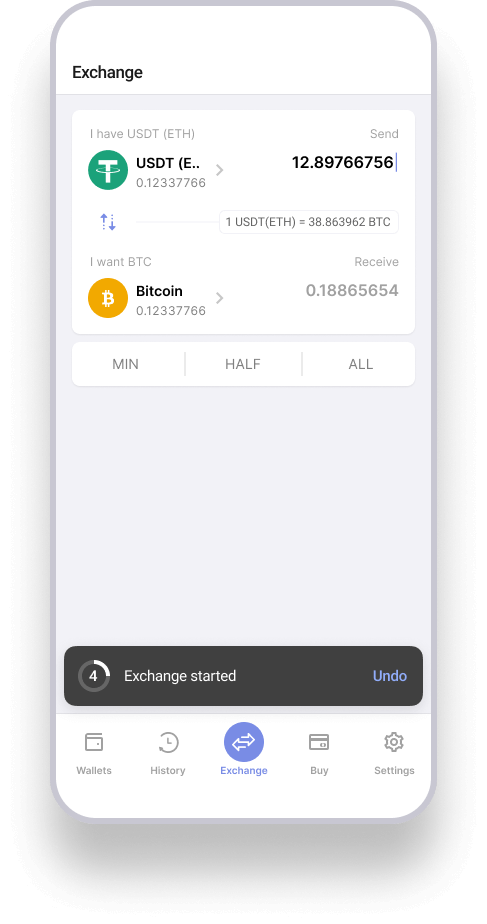 Exchange
I have USDT (ETH) Send
USDT (E.. 12.89766756
0.12337766
1 USDT(ETH) = 38.863962 BTC
I want BTC Receive
Bitcoin 0.18865654
0.12337766
MIN HALF ALL
4 Exchange started Undo
Wallets History Exchange Buy Settings